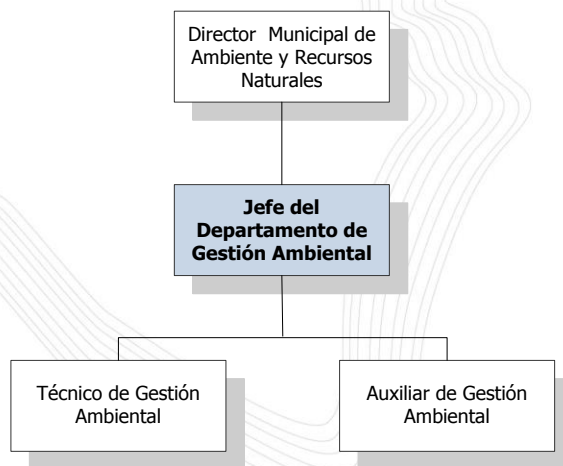 Director Municipal de
Ambiente y Recursos
Naturales
Jefe del
Departamento de
Gestión Ambiental
Técnico de Gestión
Ambiental
Auxiliar de Gestión
Ambiental